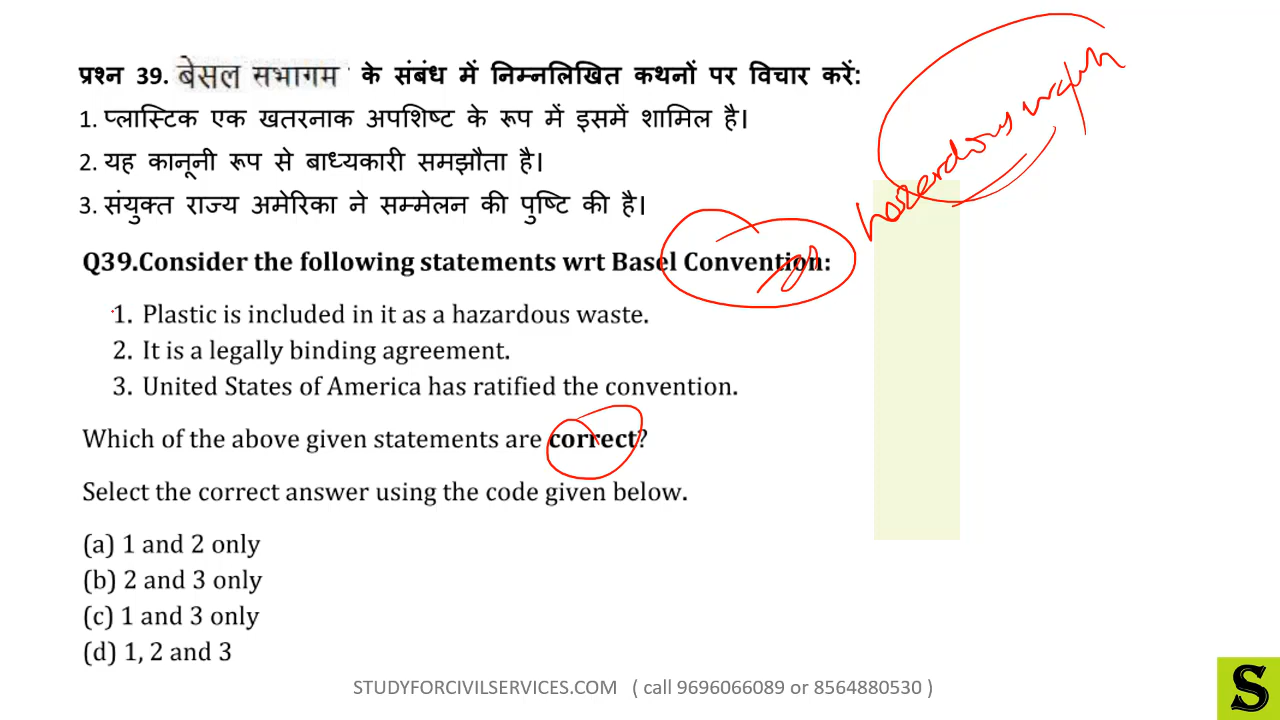 प्रश्न 39. बेसल सभागम के संबंध में निम्नलिखित कथनों पर विचार करें:
1. प्लास्टिक एक खतरनाक अपशिष्ट के रूप में इसमें शामिल है।
2. यह कानूनी रूप से बाध्यकारी समझौता है।
3. संयुक्त राज्य अमेरिका ने सम्मेलन की पुष्टि की है।
Q39.Consider the following statements wrt Basel Convention:
1. Plastic is included in it as a hazardous waste.
2. It is a legally binding agreement.
3. United States of America has ratified the convention.
Which of the above given statements are correct?
Select the correct answer using the code given below.
(a) 1 and 2 only
(b) 2 and 3 only
(c) 1 and 3 only
(d) 1, 2 and 3
STUDYFORCIVILSERVICES.COM ( call 9696066089 or 8564880530 )
S